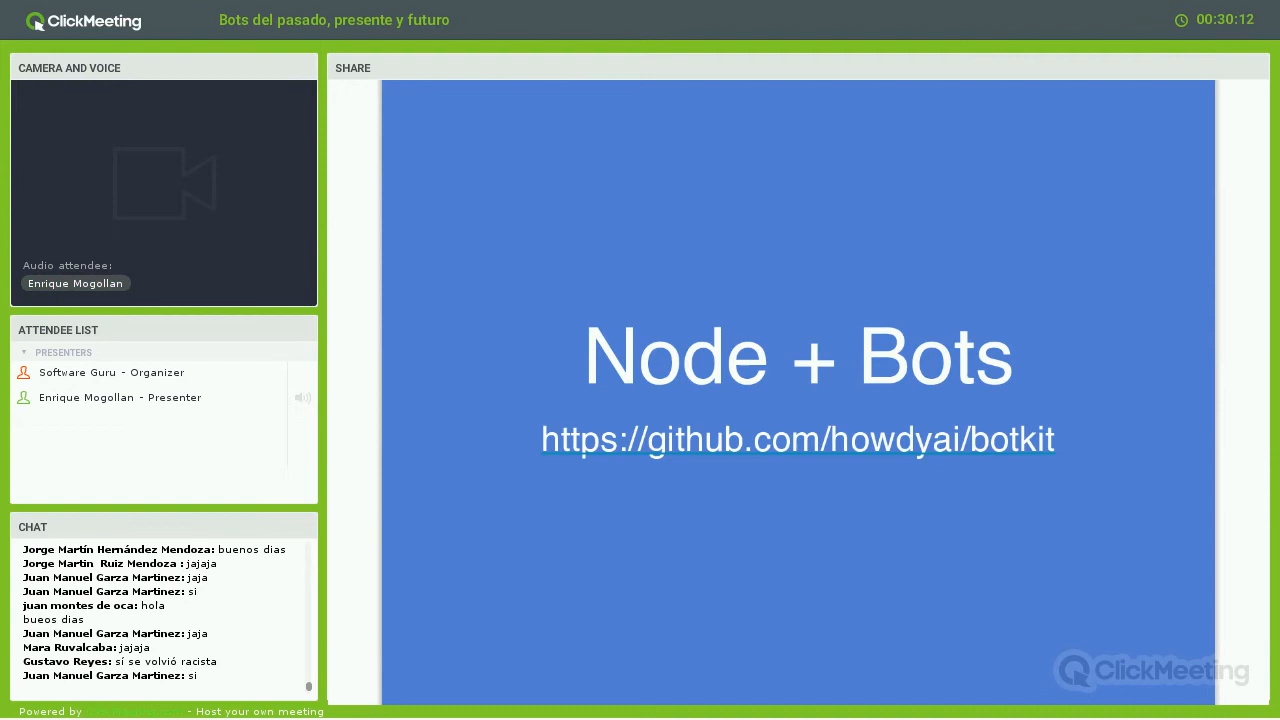 ClickMeeting
Bots del pasado, presente y futuro
00:30:12
CAMERA AND VOICE
Audio attendee:
Enrique Mogollan
ATTENDEE LIST
PRESENTERS
Software Guru - Organizer
Enrique Mogollan - Presenter
CHAT
Jorge Martín Hernández Mendoza: buenos dias
Jorge Martin Ruiz Mendoza : jajaja
Juan Manuel Garza Martinez: jaja
Juan Manuel Garza Martinez: si
juan montes de oca: hola
bueos dias
Juan Manuel Garza Martinez: jaja
Mara Ruvalcaba: jajaja
Gustavo Reyes: sí se volvió racista
Juan Manuel Garza Martinez: si
Powered by - Host your own meeting
SHARE
Node + Bots
https://github.com/howdyai/botkit
ClickMeeting